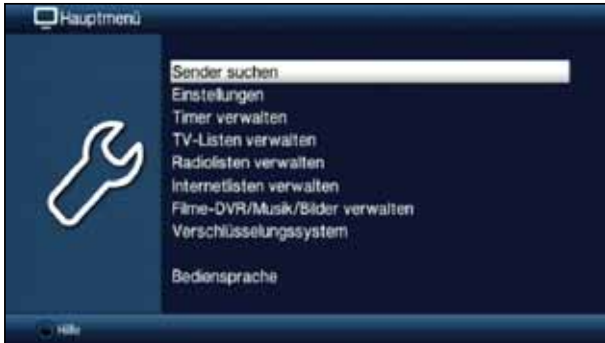 Hauptmenü
Sender suchen
Einstellungen
Timer verwalten
TV-Listen verwalten
Radiolisten verwalten
Internetlisten verwalten
Filme-DVR/Musik/Bilder verwalten
Verschlüsselungssystem
Bediensprache
Hilfe